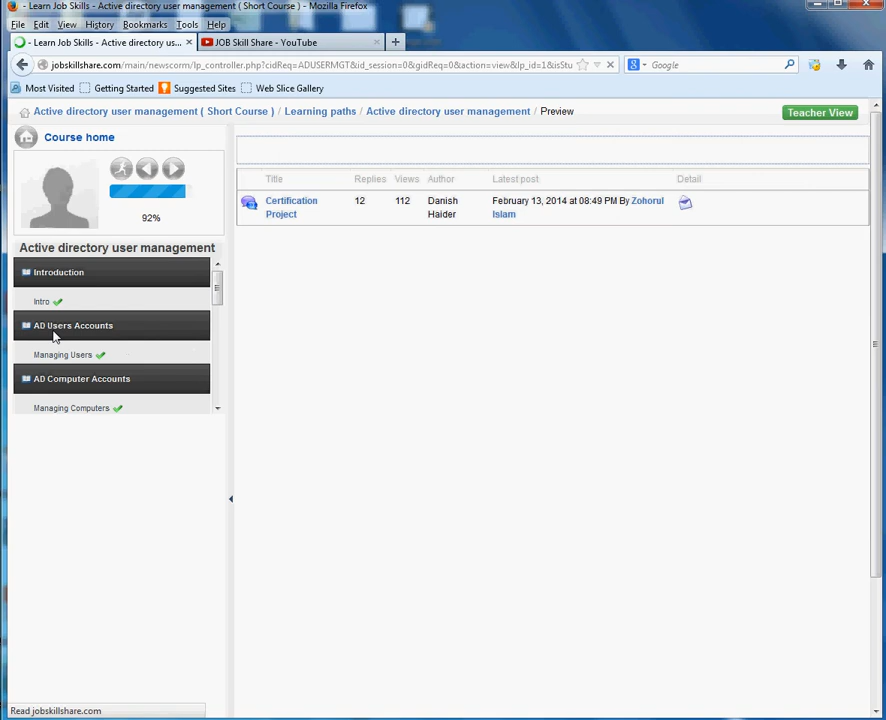 - Learn Job Skills - Active directory user management ( Short Course ) - Mozilla Firefox
File Edit View History Bookmarks Tools Help
- Learn Job Skills - Active directory us... × JOB Skill Share - YouTube ×
jobskillshare.com/main/newscorm/lp_controller.php?cidReq=ADUSERMGT&id_session=0&gidReq=0&action=view&lp_id=1&isStu Google
Most Visited Getting Started Suggested Sites Web Slice Gallery
Active directory user management ( Short Course ) / Learning paths / Active directory user management / Preview
Teacher View
Course home
92%
Active directory user management
Introduction
Intro
AD Users Accounts
Managing Users
AD Computer Accounts
Managing Computers
Title Replies Views Author Latest post Detail
Certification Project 12 112 Danish Haider February 13, 2014 at 08:49 PM By Zohorul Islam
Read jobskillshare.com